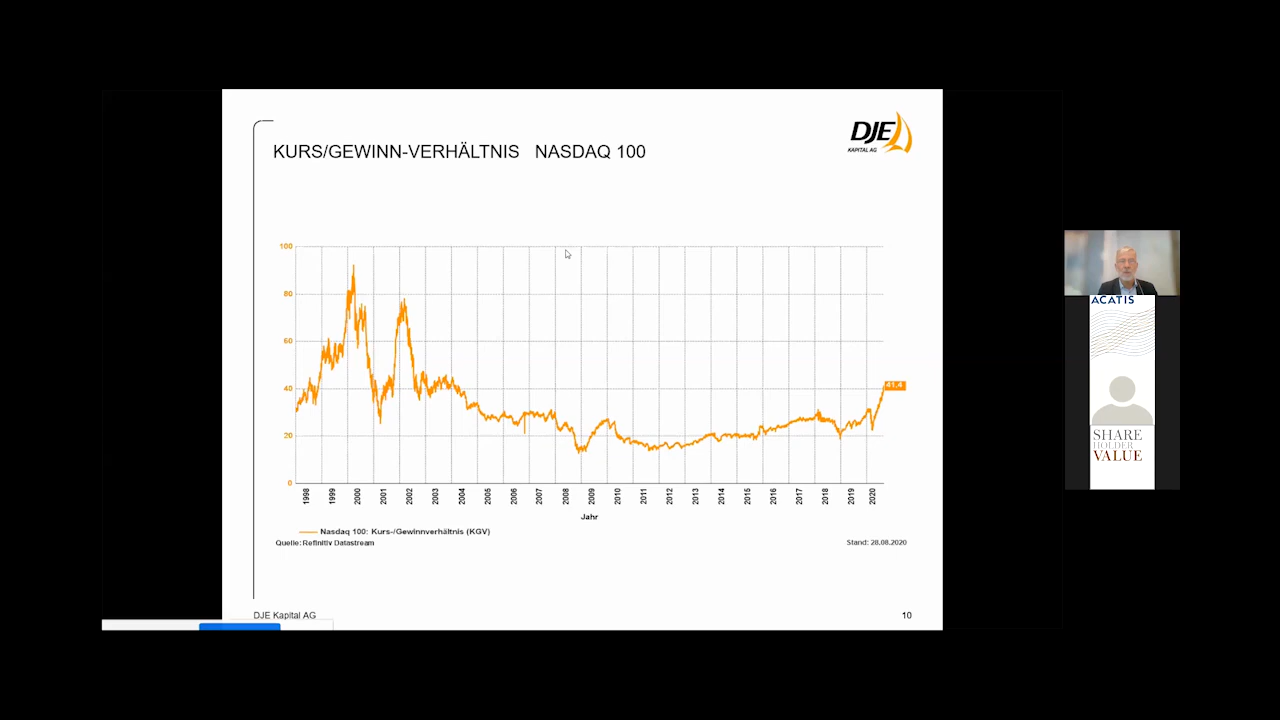 KURS/GEWINN-VERHÄLTNIS NASDAQ 100
DJE
KAPITAL AG
100
80
60
40
20
0
41,4
1998 1999 2000 2001 2002 2003 2004 2005 2006 2007 2008 2009 2010 2011 2012 2013 2014 2015 2016 2017 2018 2019 2020
Jahr
Nasdaq 100: Kurs-/Gewinnverhältnis (KGV)
Quelle: Refinitiv Datastream
Stand: 28.08.2020
DJE Kapital AG
10
ACATIS
SHARE
HOLDER
VALUE